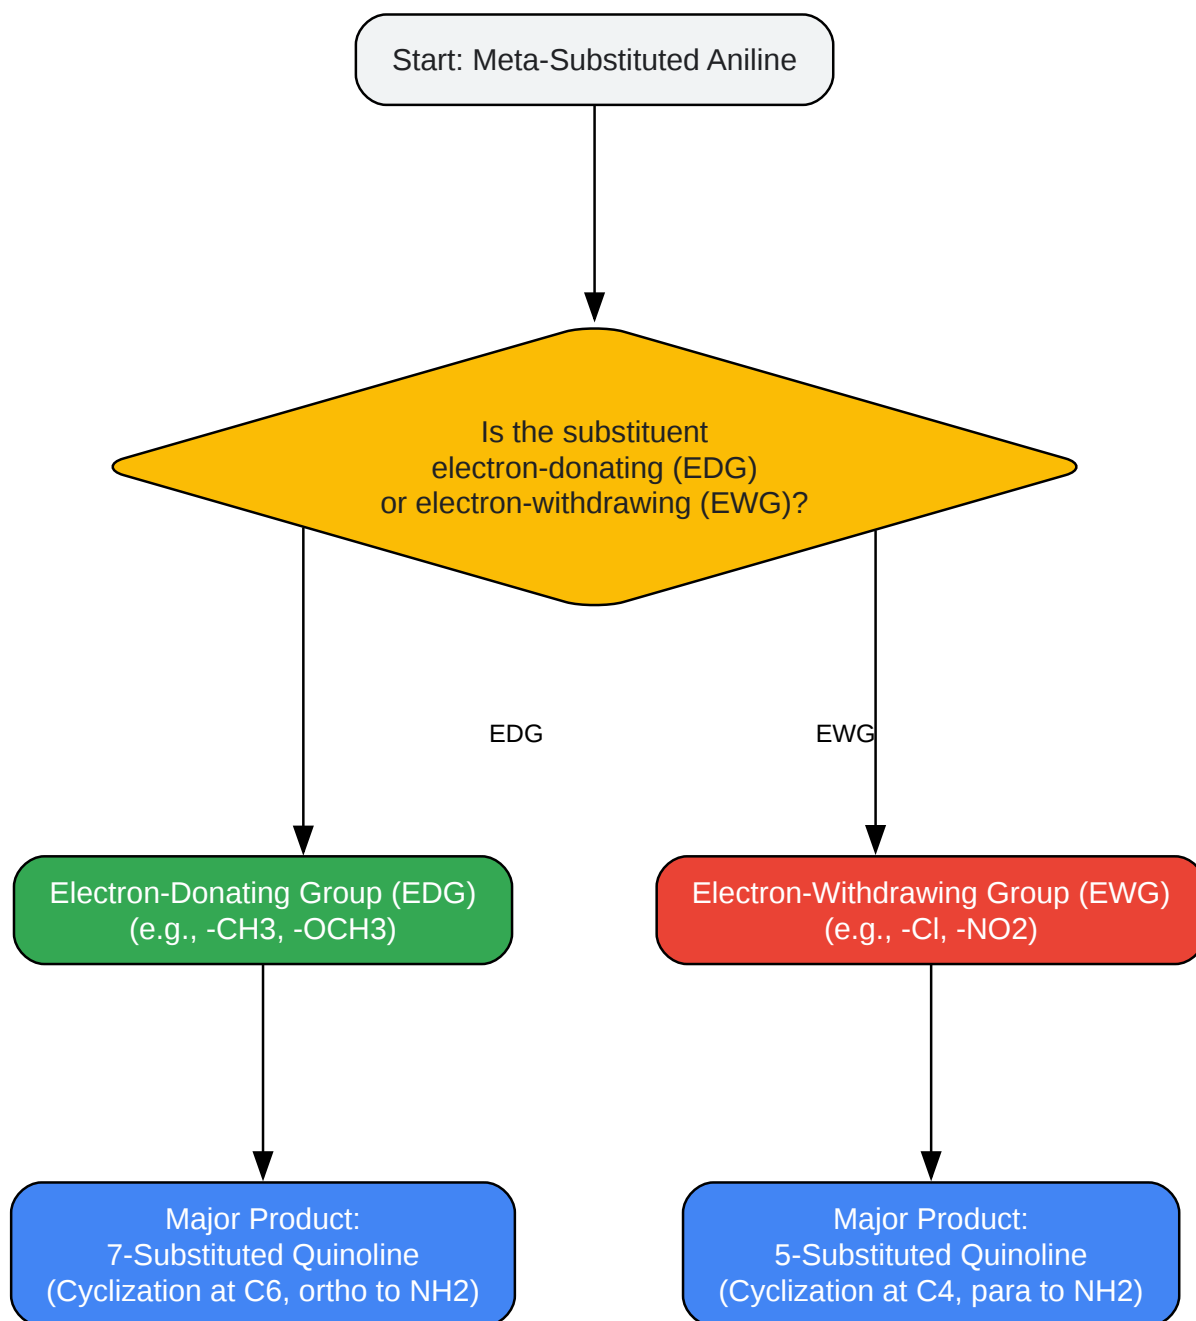 Start: Meta-Substituted Aniline
Is the substituent
electron-donating (EDG)
or electron-withdrawing (EWG)?
EDG
EWG
Electron-Donating Group (EDG)
(e.g., -CH3, -OCH3)
Electron-Withdrawing Group (EWG)
(e.g., -Cl, -NO2)
Major Product:
7-Substituted Quinoline
(Cyclization at C6, ortho to NH2)
Major Product:
5-Substituted Quinoline
(Cyclization at C4, para to NH2)